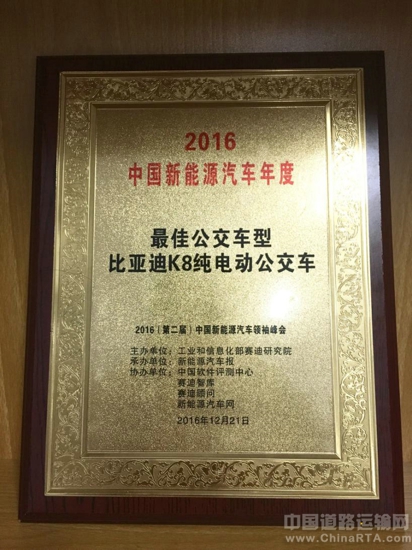 2016
中国新能源汽车年度
最佳公交车型
比亚迪K8纯电动公交车
2016（第二届）中国新能源汽车领袖峰会
主办单位：工业和信息化部赛迪研究院
承办单位：新能源汽车报
协办单位：中国软件评测中心
赛迪智库
赛迪顾问
新能源汽车网
2016年12月21日
中国道路运输网
www.ChinaRTA.com